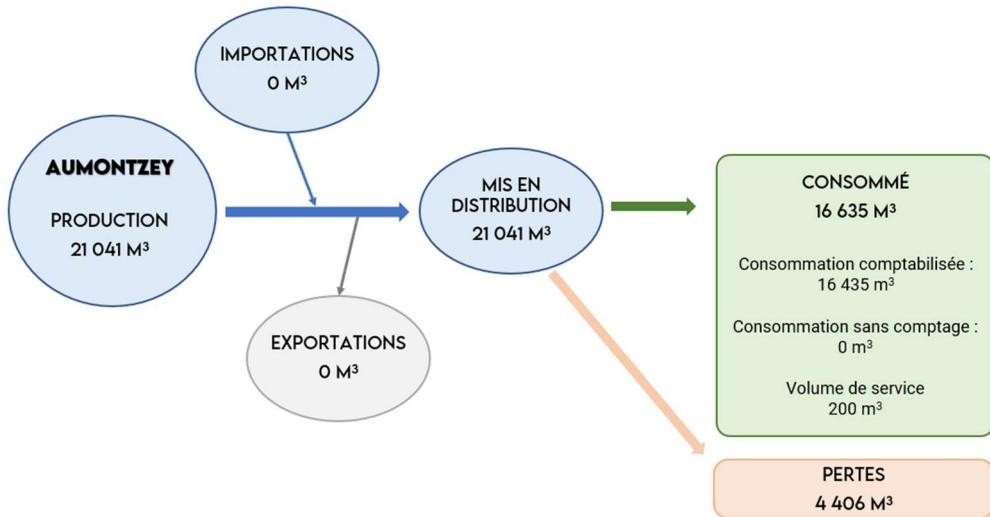 IMPORTATIONS
0 M³
AUMONTZEY
PRODUCTION
21 041 M³
MIS EN
DISTRIBUTION
21 041 M³
EXPORTATIONS
0 M³
CONSOMMÉ
16 635 M³
Consommation comptabilisée :
16 435 m³
Consommation sans comptage :
0 m³
Volume de service
200 m³
PERTES
4 406 M³